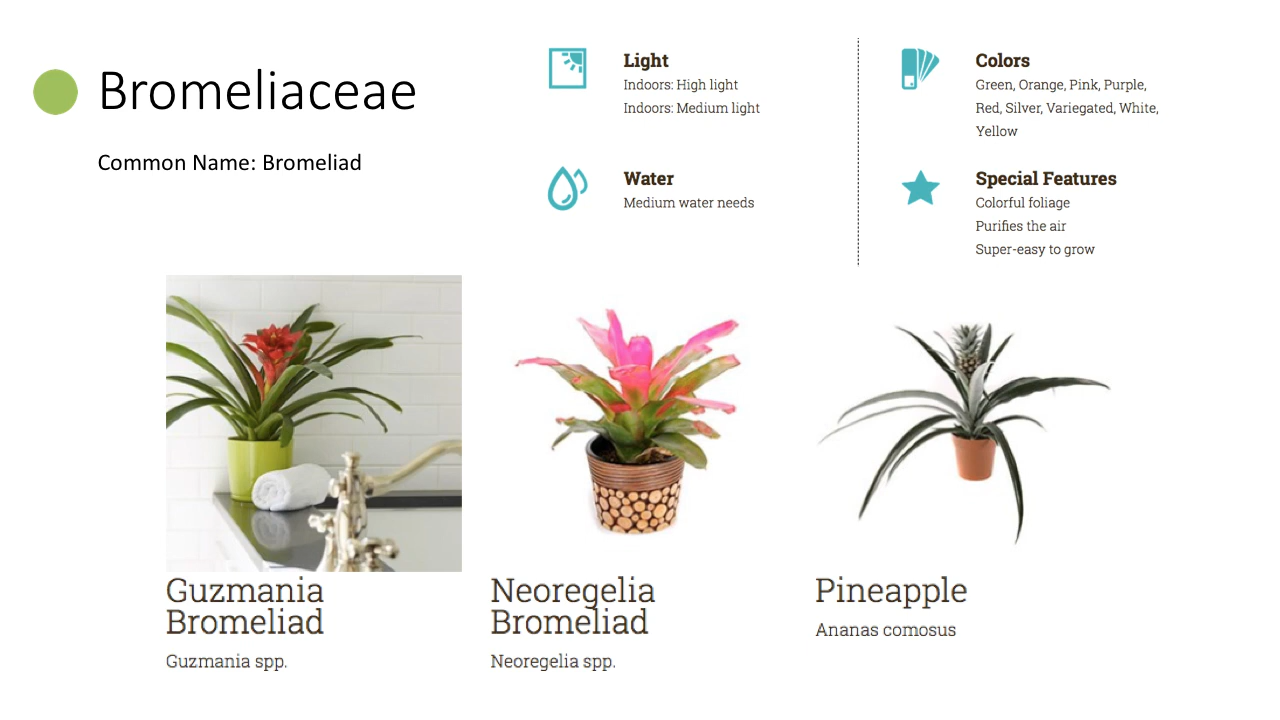 Bromeliaceae
Common Name: Bromeliad
Light
Indoors: High light
Indoors: Medium light
Water
Medium water needs
Colors
Green, Orange, Pink, Purple,
Red, Silver, Variegated, White,
Yellow
Special Features
Colorful foliage
Purifies the air
Super-easy to grow
Guzmania
Bromeliad
Guzmania spp.
Neoregelia
Bromeliad
Neoregelia spp.
Pineapple
Ananas comosus